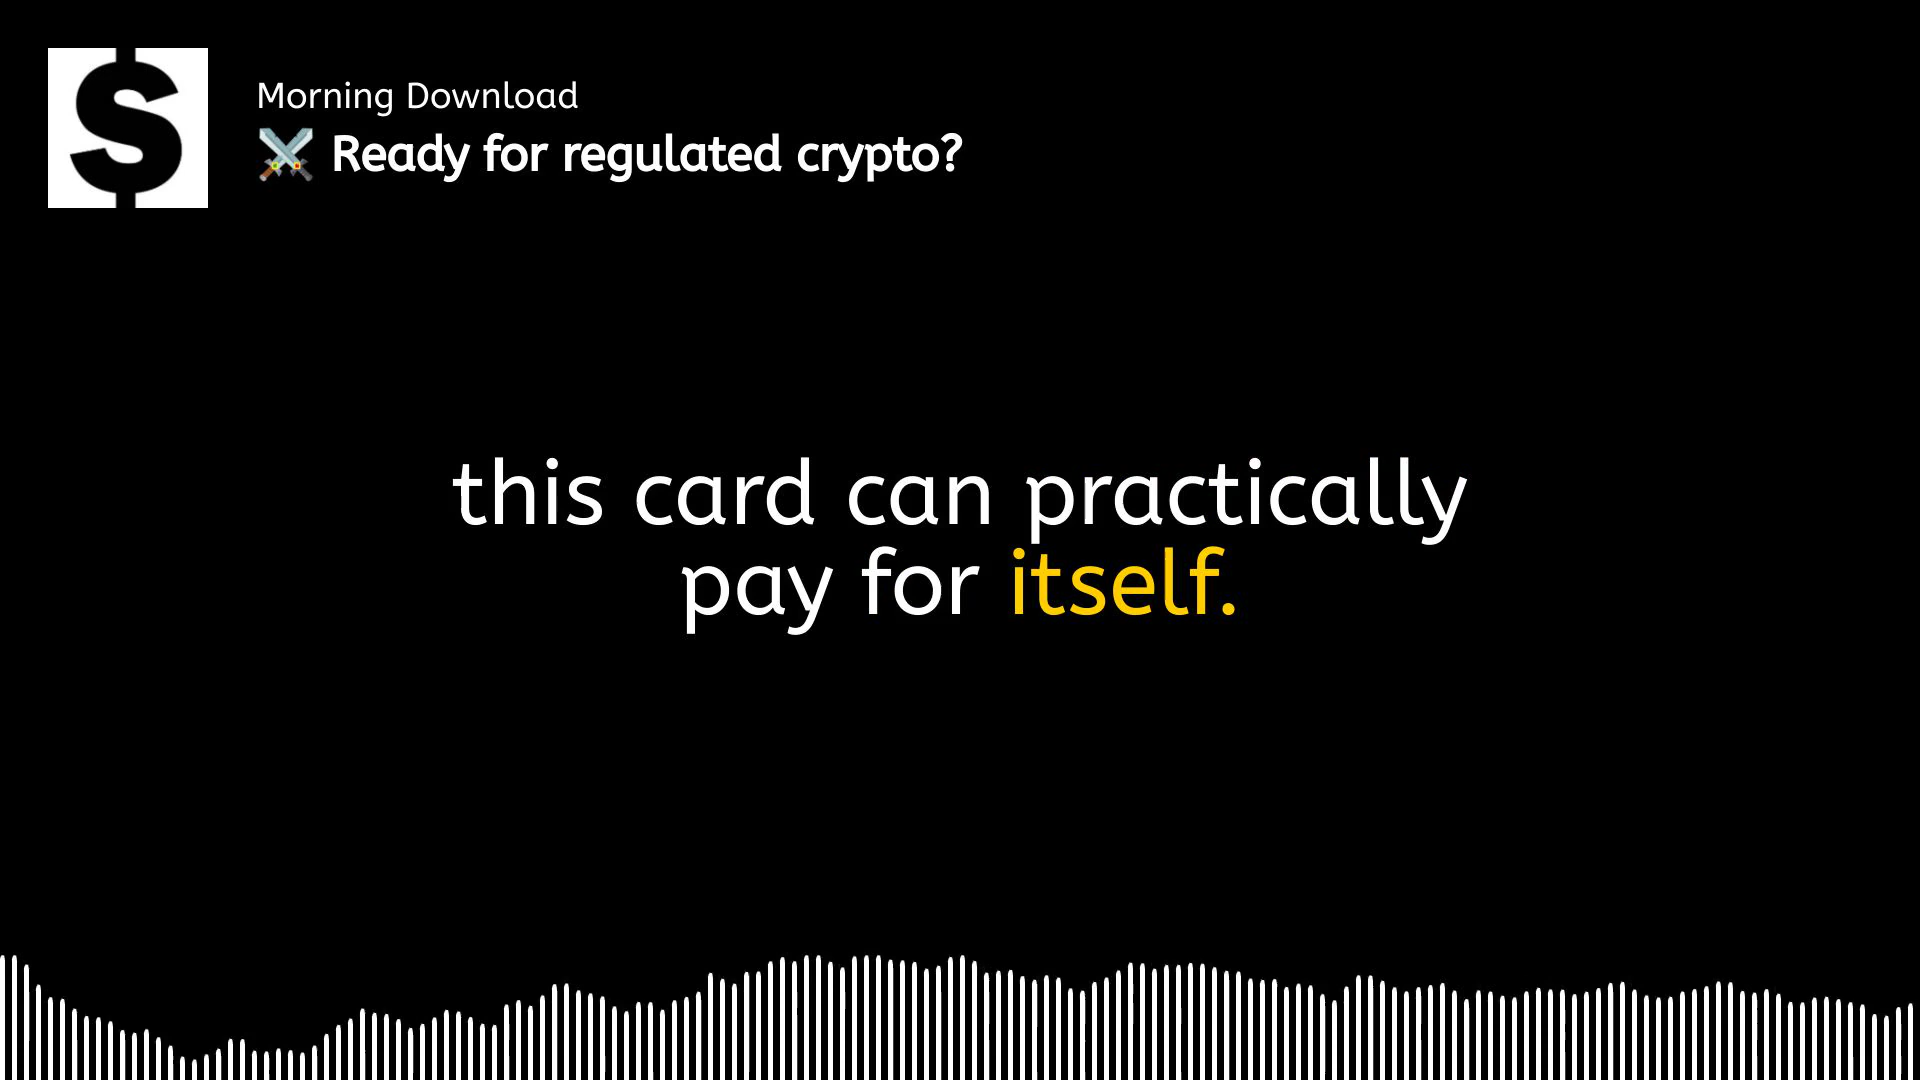 $
Morning Download
⚔️ Ready for regulated crypto?
this card can practically
pay for itself.